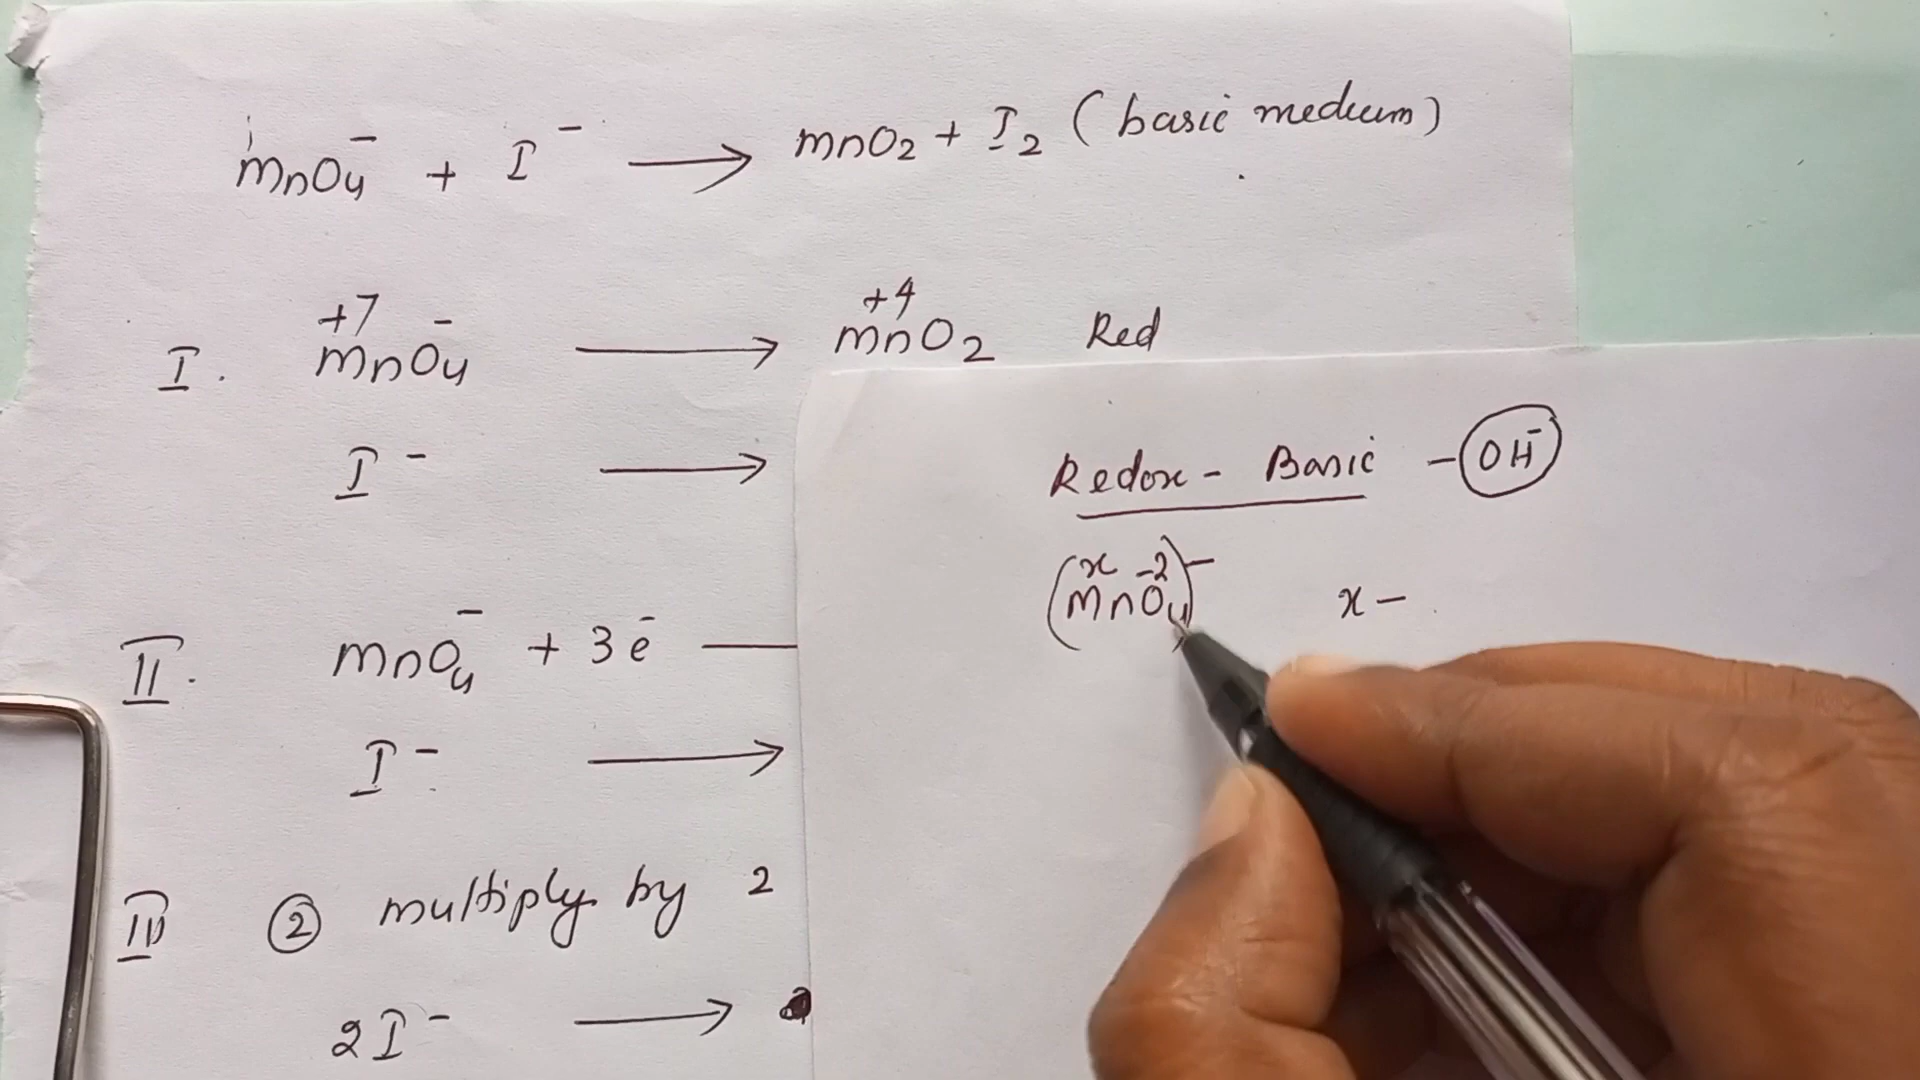 MnO₄⁻ + I⁻ ⟶ MnO₂ + I₂ (basic medium)
I. +7 MnO₄⁻ ⟶ +4 MnO₂ Red
I⁻ ⟶
II. MnO₄⁻ + 3e⁻ —
I⁻ ⟶
III ② multiply by 2
2I⁻ ⟶
Redox - Basic - OH⁻
x -2
(MnO₄)⁻ x -